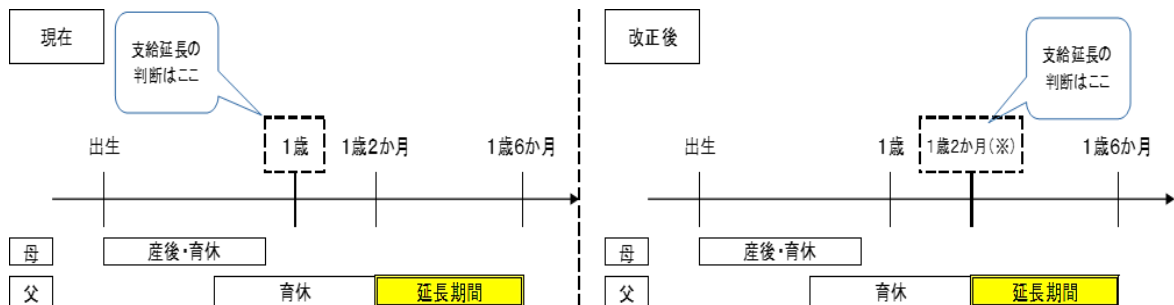 現在
支給延長の
判断はここ
出生
1歳
1歳2か月
1歳6か月
母
産後・育休
父
育休
延長期間
改正後
支給延長の
判断はここ
出生
1歳
1歳2か月(※)
1歳6か月
母
産後・育休
父
育休
延長期間